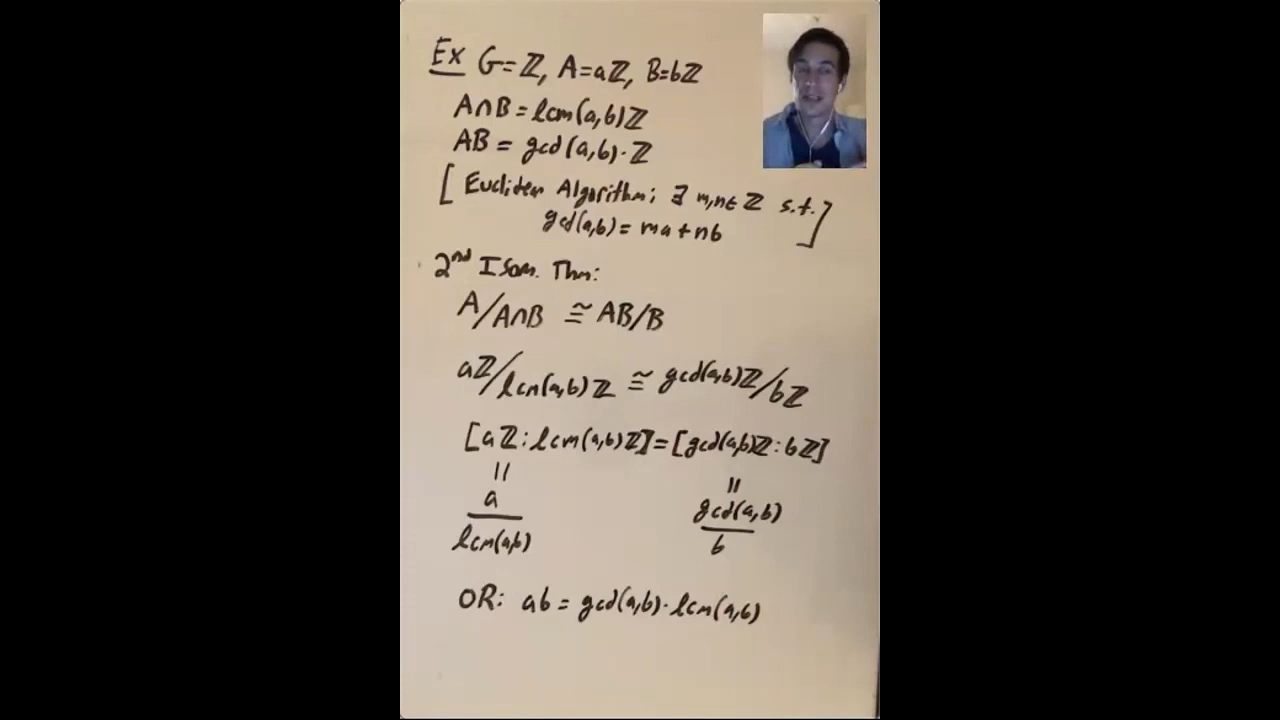 Ex G=ℤ, A=aℤ, B=bℤ
A∩B = lcm(a,b)ℤ
AB = gcd(a,b)·ℤ
[Euclidean Algorithm; ∃ m,n∈ℤ s.t.
gcd(a,b) = ma+nb]
2nd Isom. Thm:
A/A∩B ≅ AB/B
aℤ/lcm(a,b)ℤ ≅ gcd(a,b)ℤ/bℤ
[aℤ:lcm(a,b)ℤ]=[gcd(a,b)ℤ:bℤ]
= =
a gcd(a,b)
lcm(a,b) b
OR: ab = gcd(a,b)·lcm(a,b)